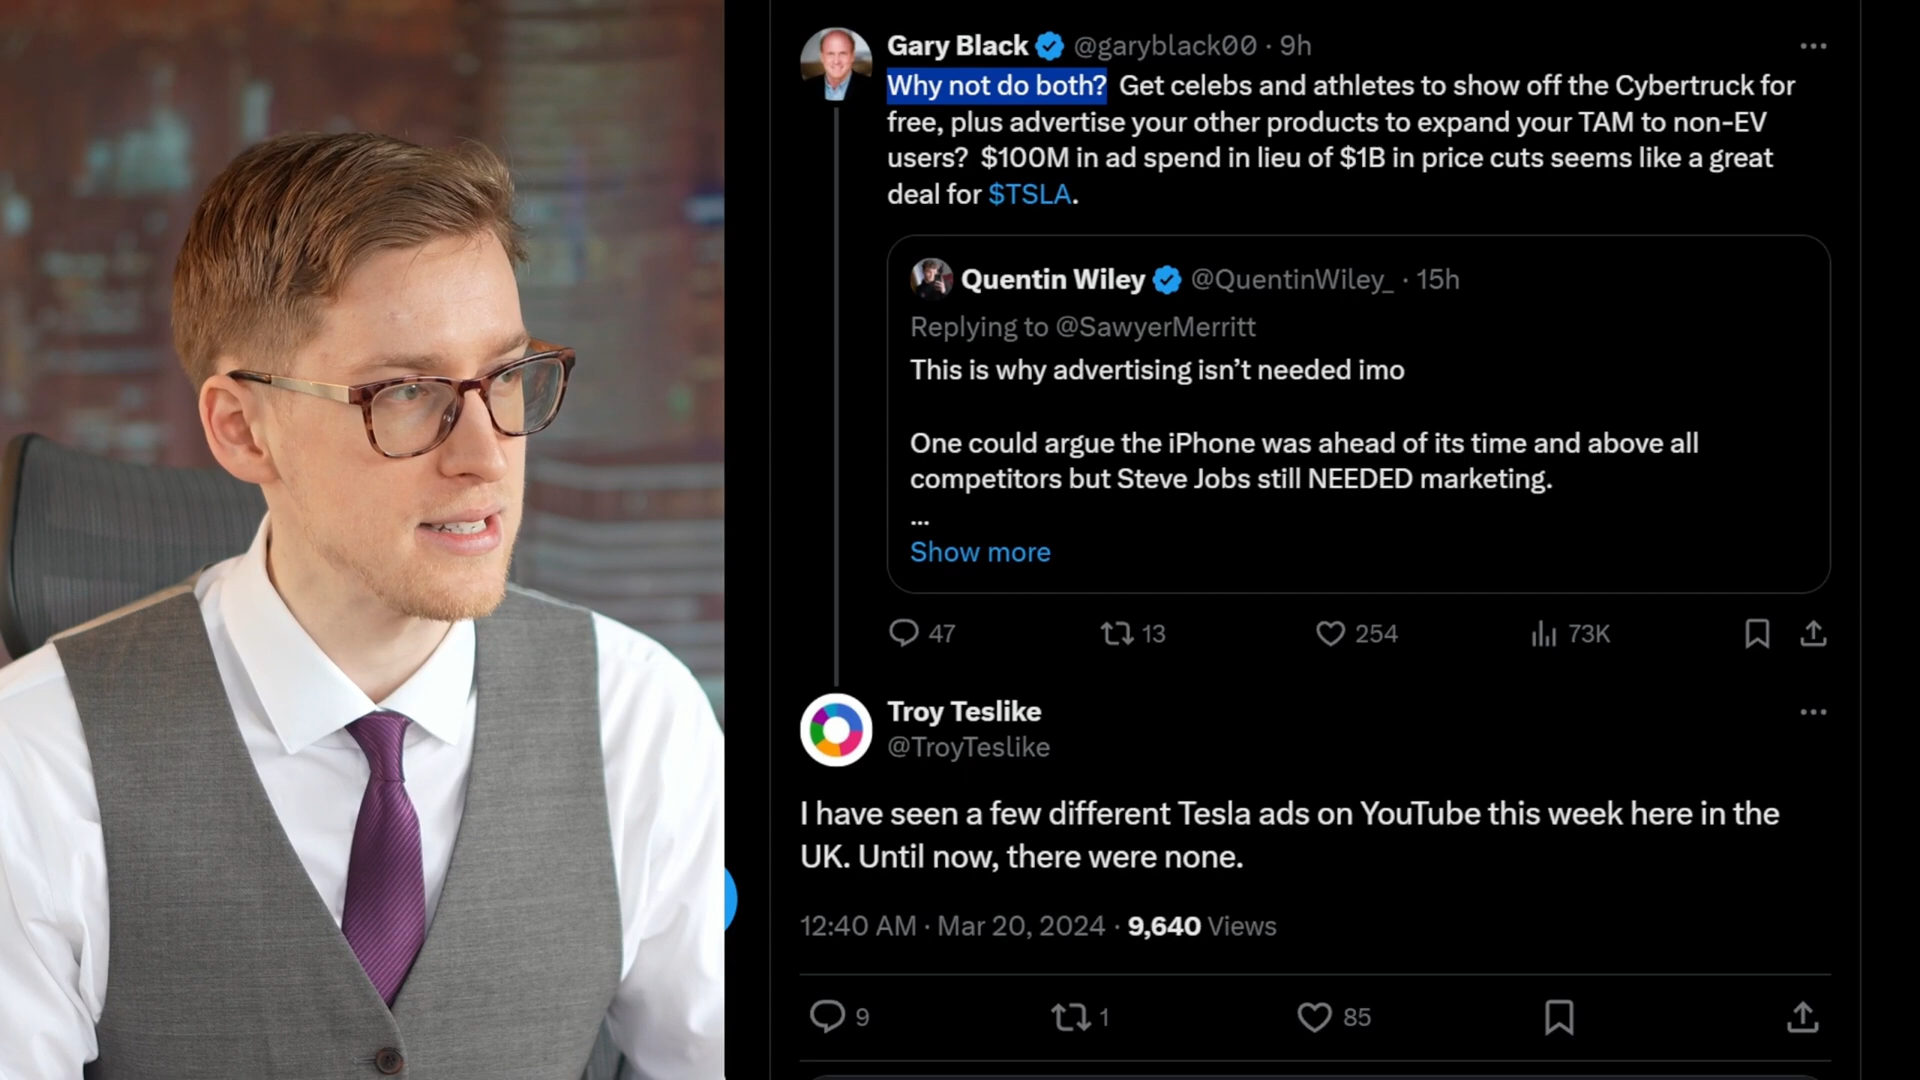 Gary Black @garyblack00 · 9h
Why not do both? Get celebs and athletes to show off the Cybertruck for
free, plus advertise your other products to expand your TAM to non-EV
users? $100M in ad spend in lieu of $1B in price cuts seems like a great
deal for $TSLA.
Quentin Wiley @QuentinWiley_ · 15h
Replying to @SawyerMerritt
This is why advertising isn’t needed imo
One could argue the iPhone was ahead of its time and above all
competitors but Steve Jobs still NEEDED marketing.
...
Show more
47 13 254 73K
Troy Teslike
@TroyTeslike
I have seen a few different Tesla ads on YouTube this week here in the
UK. Until now, there were none.
12:40 AM · Mar 20, 2024 · 9,640 Views
9 1 85